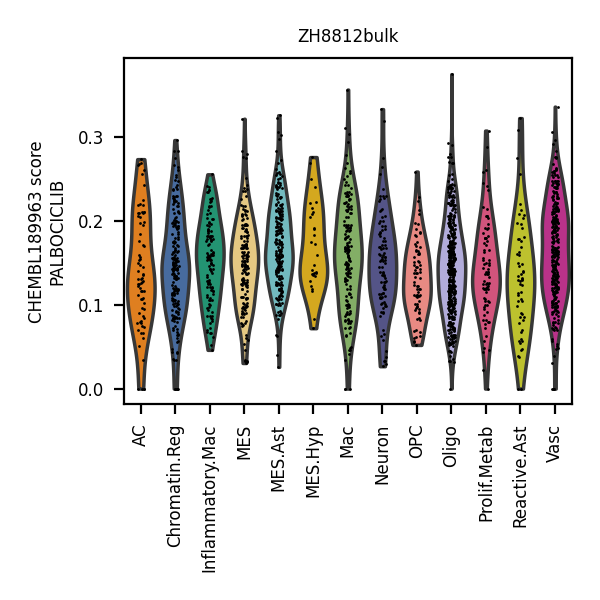 ZH8812bulk
CHEMBL189963 score
PALBOCICLIB
0.3
0.2
0.1
0.0
AC
Chromatin.Reg
Inflammatory.Mac
MES
MES.Ast
MES.Hyp
Mac
Neuron
OPC
Oligo
Prolif.Metab
Reactive.Ast
Vasc